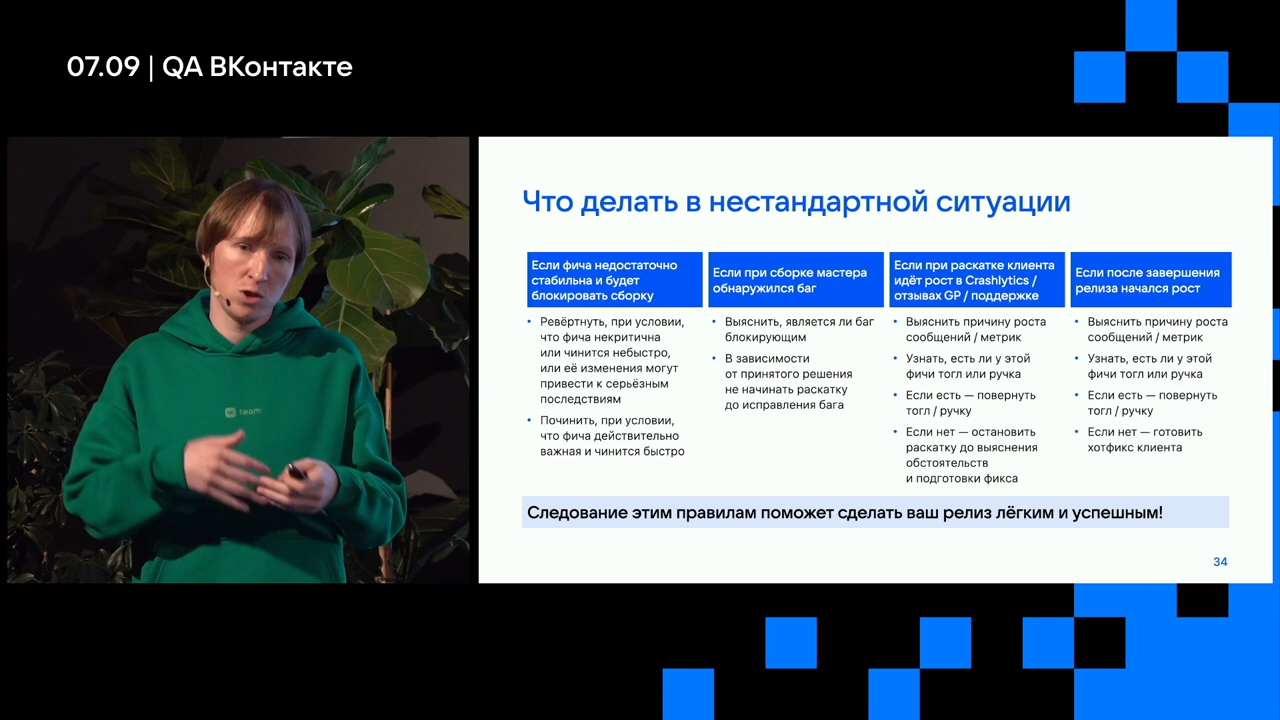 07.09 | QA ВКонтакте
team
Что делать в нестандартной ситуации
Если фича недостаточно
стабильна и будет
блокировать сборку
Ревёртнуть, при условии,
что фича некритична
или чинится небыстро,
или её изменения могут
привести к серьёзным
последствиям
Починить, при условии,
что фича действительно
важная и чинится быстро
Если при сборке мастера
обнаружился баг
Выяснить, является ли баг
блокирующим
В зависимости
от принятого решения
не начинать раскатку
до исправления бага
Если при раскатке клиента
идёт рост в Crashlytics /
отзывах GP / поддержке
Выяснить причину роста
сообщений / метрик
Узнать, есть ли у этой
фичи тогл или ручка
Если есть — повернуть
тогл / ручку
Если нет — остановить
раскатку до выяснения
обстоятельств
и подготовки фикса
Если после завершения
релиза начался рост
Выяснить причину роста
сообщений / метрик
Узнать, есть ли у этой
фичи тогл или ручка
Если есть — повернуть
тогл / ручку
Если нет — готовить
хотфикс клиента
Следование этим правилам поможет сделать ваш релиз лёгким и успешным!
34